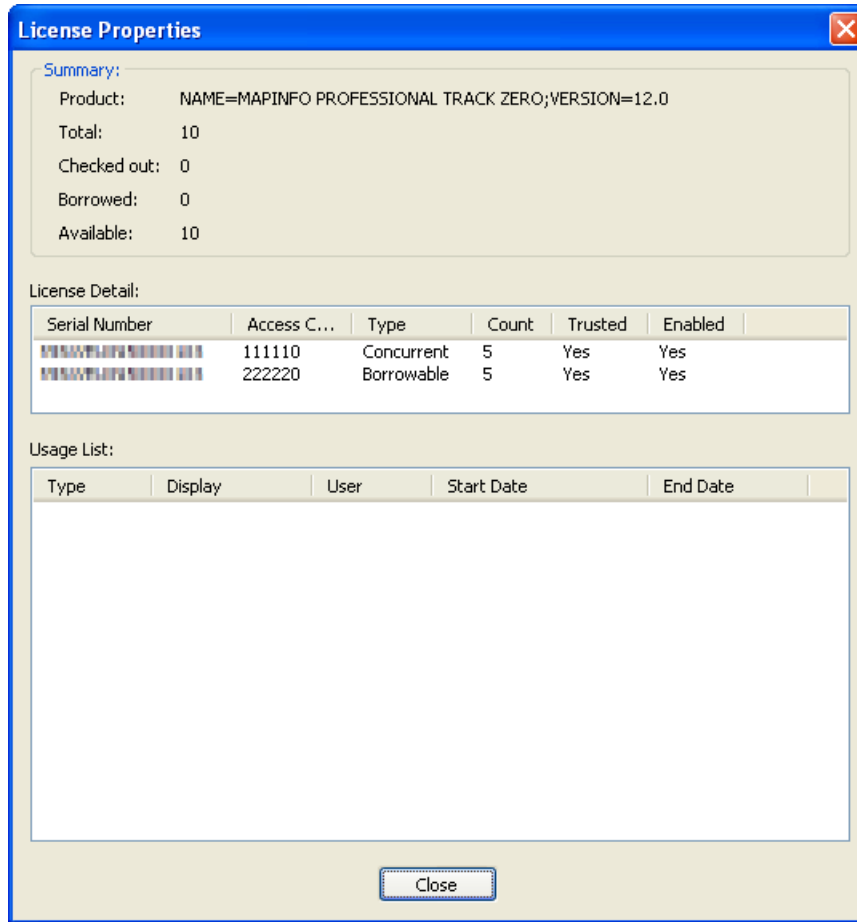 License Properties
Summary:
Product: NAME=MAPINFO PROFESSIONAL TRACK ZERO;VERSION=12.0
Total: 10
Checked out: 0
Borrowed: 0
Available: 10
License Detail:
Serial Number Access C... Type Count Trusted Enabled
111110 Concurrent 5 Yes Yes
222220 Borrowable 5 Yes Yes
Usage List:
Type Display User Start Date End Date
Close